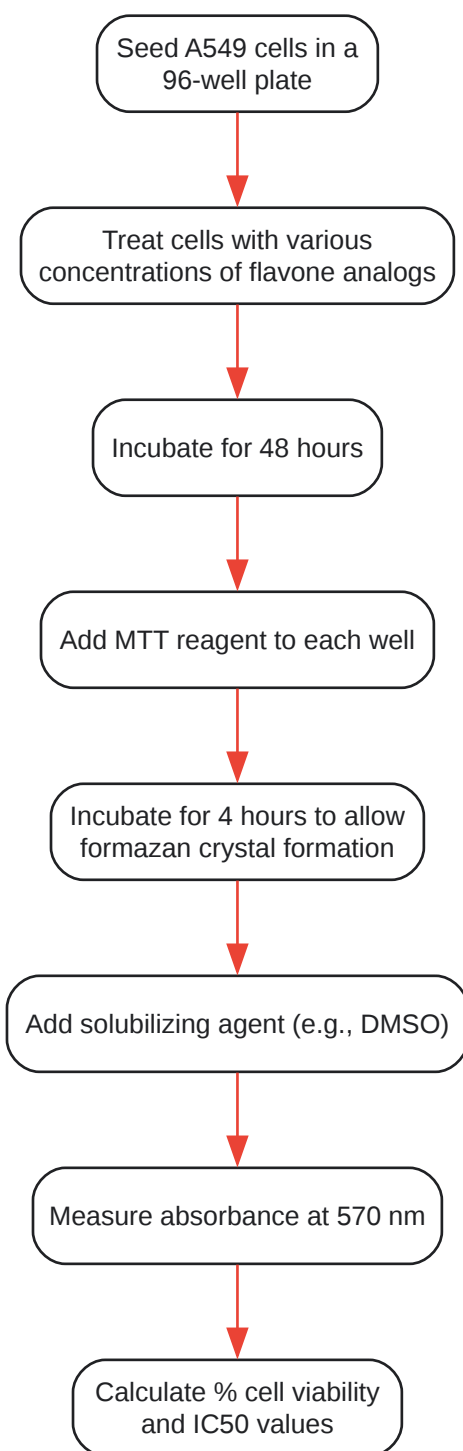 Seed A549 cells in a
96-well plate
Treat cells with various
concentrations of flavone analogs
Incubate for 48 hours
Add MTT reagent to each well
Incubate for 4 hours to allow
formazan crystal formation
Add solubilizing agent (e.g., DMSO)
Measure absorbance at 570 nm
Calculate % cell viability
and IC50 values